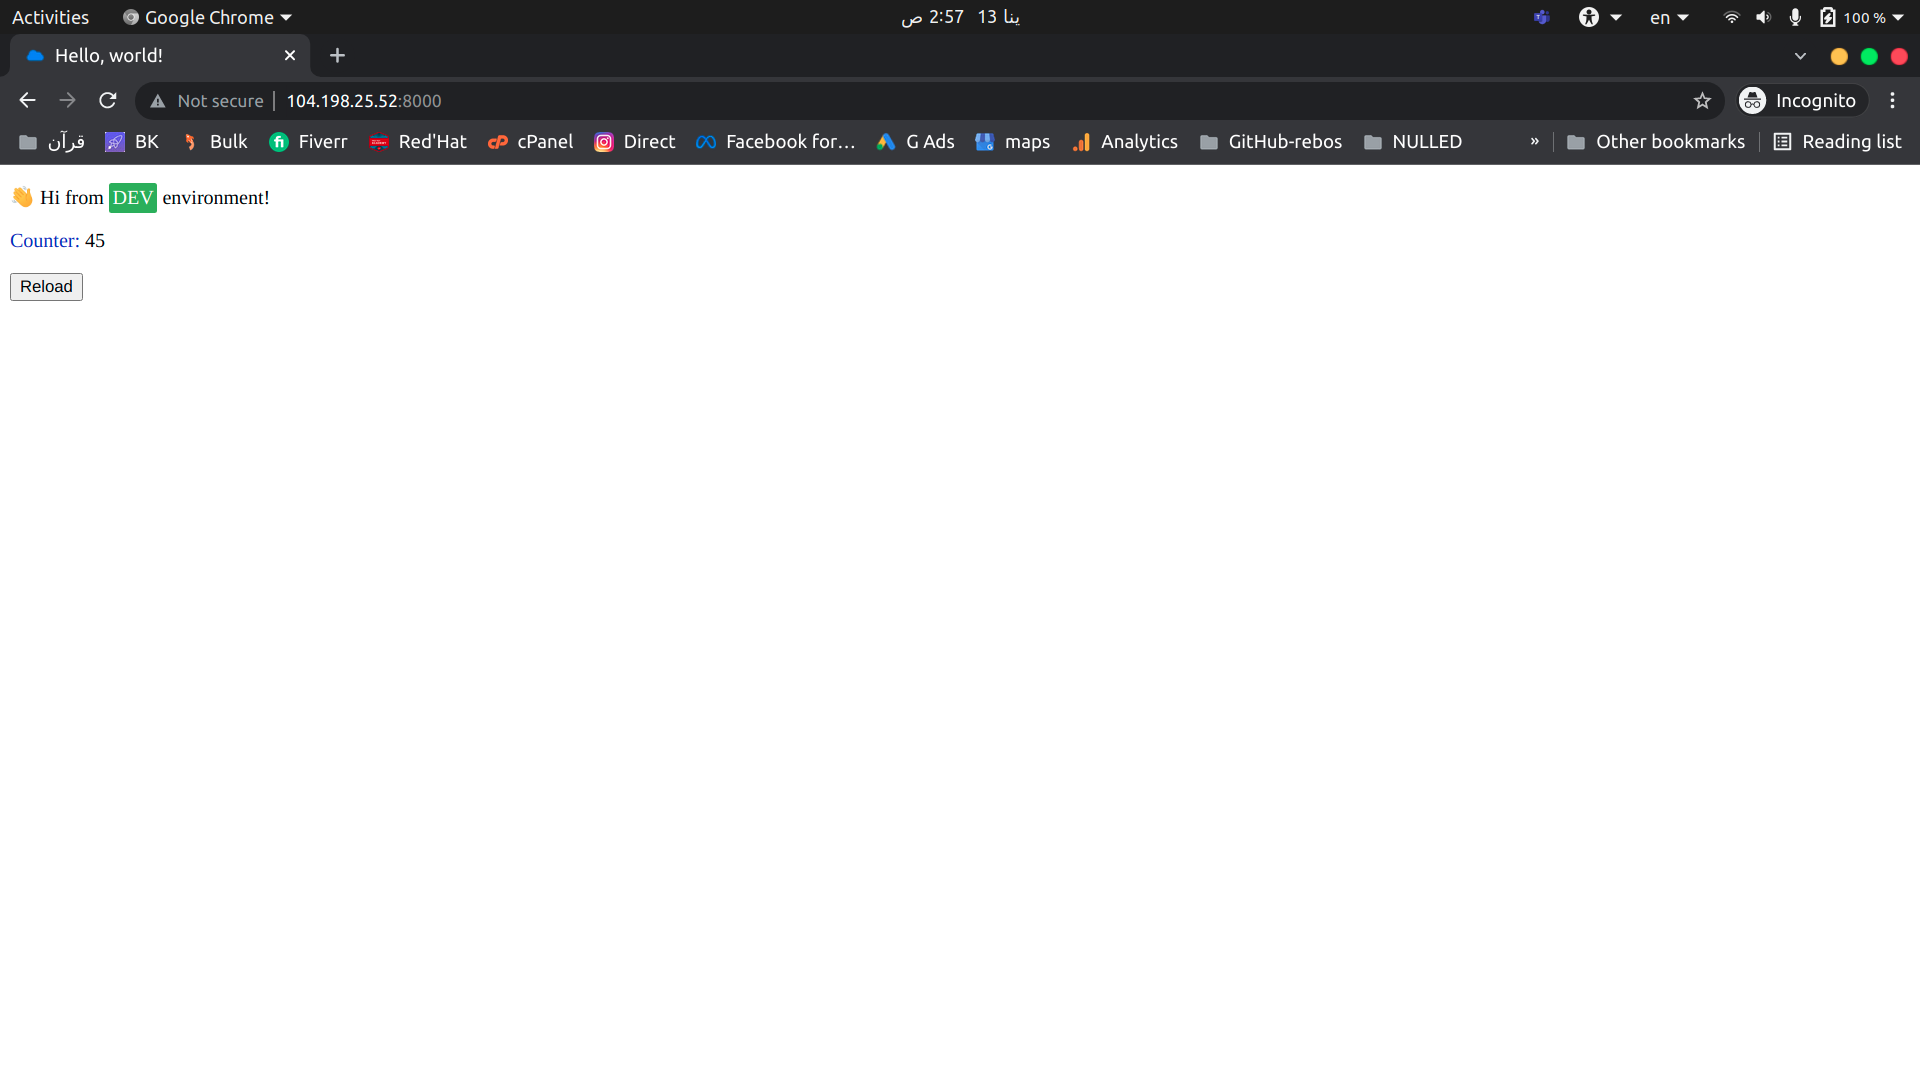 Activities Google Chrome 2:57 ص 13 ينا en 100 %
Hello, world!
Not secure 104.198.25.52:8000 Incognito
قرآن BK Bulk Fiverr Red'Hat cPanel Direct Facebook for… G Ads maps Analytics GitHub-rebos NULLED » Other bookmarks Reading list
👋 Hi from DEV environment!
Counter: 45
Reload